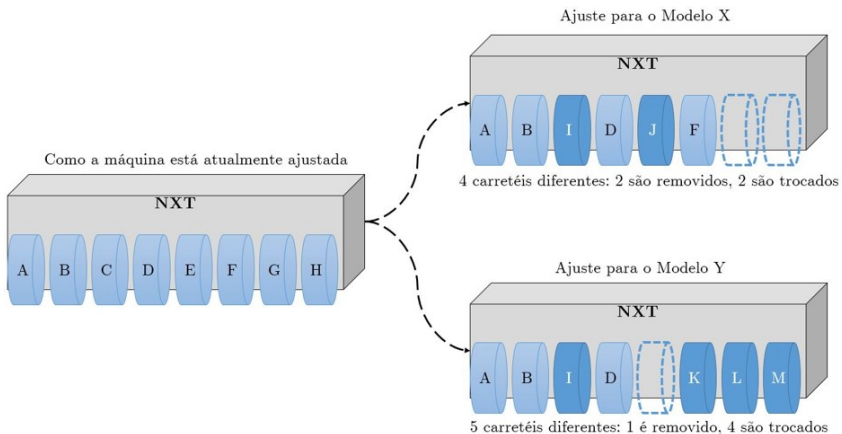 Como a máquina está atualmente ajustada
NXT
A B C D E F G H
Ajuste para o Modelo X
NXT
A B I D J F
4 carretéis diferentes: 2 são removidos, 2 são trocados
Ajuste para o Modelo Y
NXT
A B I D K L M
5 carretéis diferentes: 1 é removido, 4 são trocados